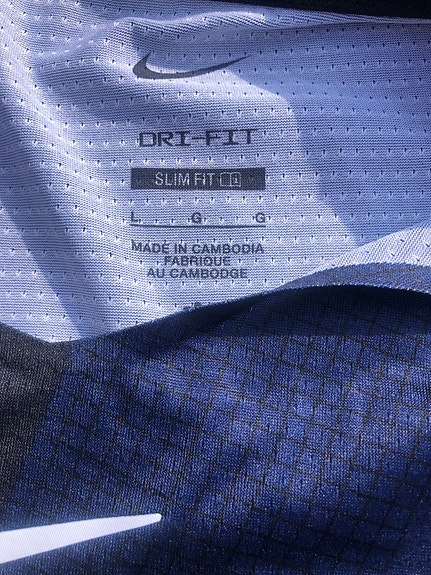 DRI-FIT
SLIM FIT
L G G
MADE IN CAMBODIA
FABRIQUE
AU CAMBODGE